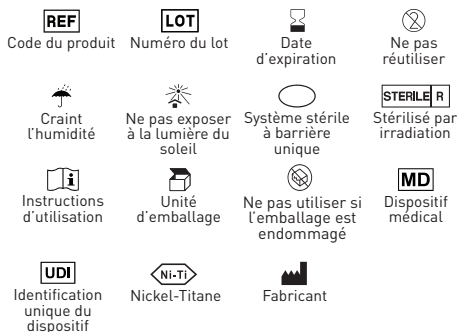 REF
Code du produit
LOT
Numéro du lot
Date
d'expiration
2
Ne pas
réutiliser
Craint
l'humidité
Ne pas exposer
à la lumière du
soleil
Système stérile
à barrière
unique
STERILE R
Stérilisé par
irradiation
i
Instructions
d'utilisation
Unité
d'emballage
Ne pas utiliser si
l'emballage est
endommagé
MD
Dispositif
médical
UDI
Identification
unique du
dispositif
Ni-Ti
Nickel-Titane
Fabricant